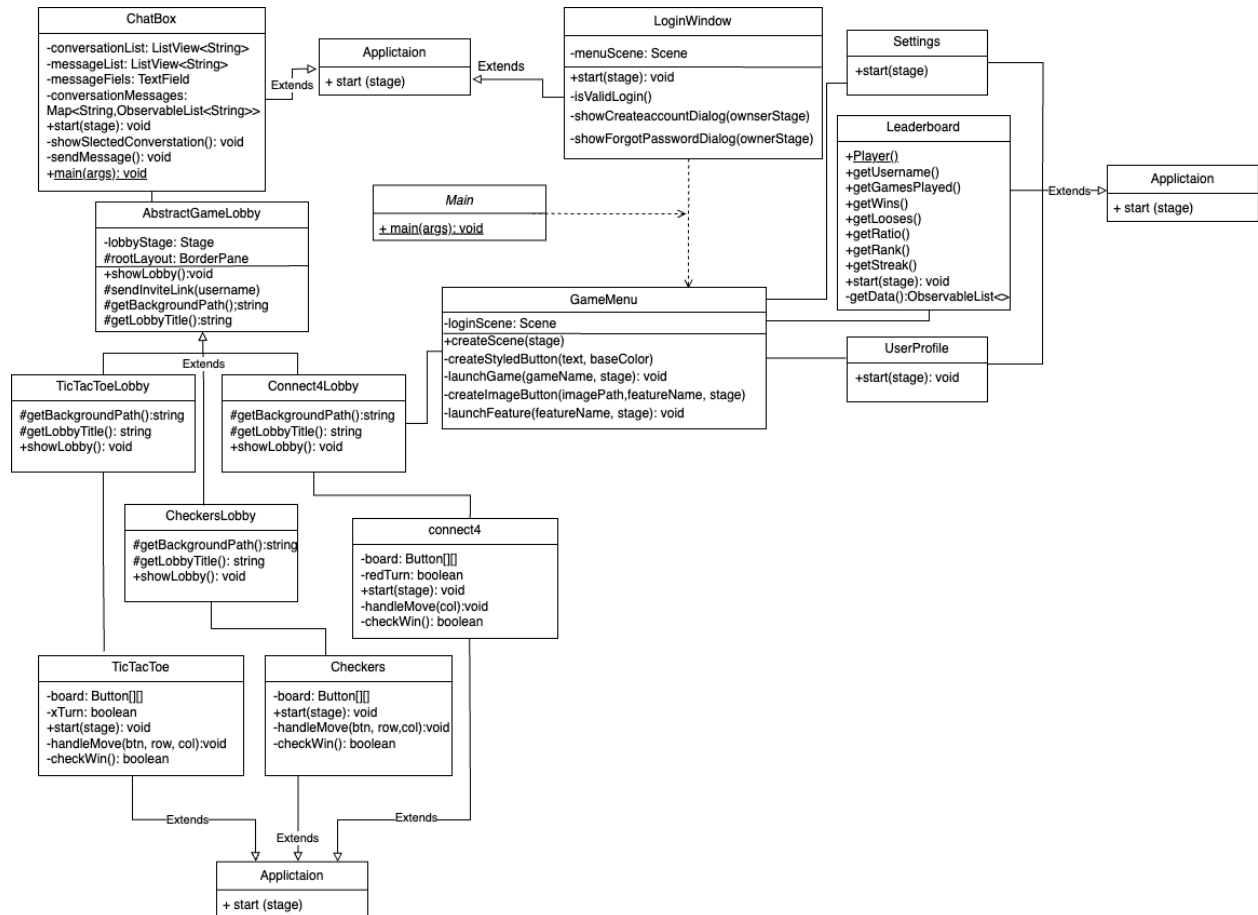 ChatBox
-conversationList: ListView<String>
-messageList: ListView<String>
-messageFiels: TextField
-conversationMessages:
Map<String,ObservableList<String>>
+start(stage): void
-showSlectedConverstation(): void
-sendMessage(): void
+main(args): void
Applictaion
+ start (stage)
Extends
Extends
LoginWindow
-menuScene: Scene
+start(stage): void
-isValidLogin()
-showCreateaccountDialog(ownserStage)
-showForgotPasswordDialog(ownerStage)
Settings
+start(stage)
Leaderboard
+Player()
+getUsername()
+getGamesPlayed()
+getWins()
+getLooses()
+getRatio()
+getRank()
+getStreak()
+start(stage): void
-getData():ObservableList<>
Extends
Applictaion
+ start (stage)
Main
+ main(args): void
AbstractGameLobby
-lobbyStage: Stage
#rootLayout: BorderPane
+showLobby():void
#sendInviteLink(username)
#getBackgroundPath();string
#getLobbyTitle():string
GameMenu
-loginScene: Scene
+createScene(stage)
-createStyledButton(text, baseColor)
-launchGame(gameName, stage): void
-createImageButton(imagePath,featureName, stage)
-launchFeature(featureName, stage): void
UserProfile
+start(stage): void
Extends
TicTacToeLobby
#getBackgroundPath():string
#getLobbyTitle(): string
+showLobby(): void
Connect4Lobby
#getBackgroundPath():string
#getLobbyTitle(): string
+showLobby(): void
CheckersLobby
#getBackgroundPath():string
#getLobbyTitle(): string
+showLobby(): void
connect4
-board: Button[][]
-redTurn: boolean
+start(stage): void
-handleMove(col):void
-checkWin(): boolean
TicTacToe
-board: Button[][]
-xTurn: boolean
+start(stage): void
-handleMove(btn, row, col):void
-checkWin(): boolean
Checkers
-board: Button[][]
+start(stage): void
-handleMove(btn, row,col):void
-checkWin(): boolean
Extends
Extends
Extends
Applictaion
+ start (stage)